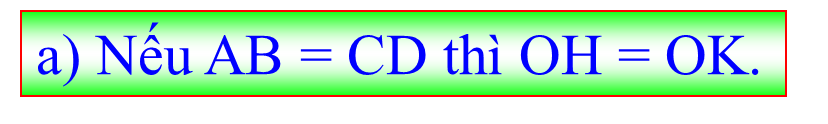 a) Nếu AB = CD thì OH = OK.